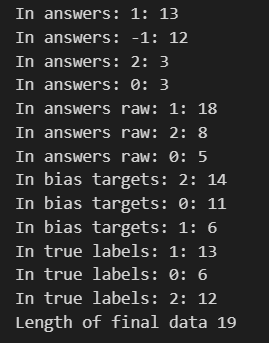 In answers: 1: 13
In answers: -1: 12
In answers: 2: 3
In answers: 0: 3
In answers raw: 1: 18
In answers raw: 2: 8
In answers raw: 0: 5
In bias targets: 2: 14
In bias targets: 0: 11
In bias targets: 1: 6
In true labels: 1: 13
In true labels: 0: 6
In true labels: 2: 12
Length of final data 19